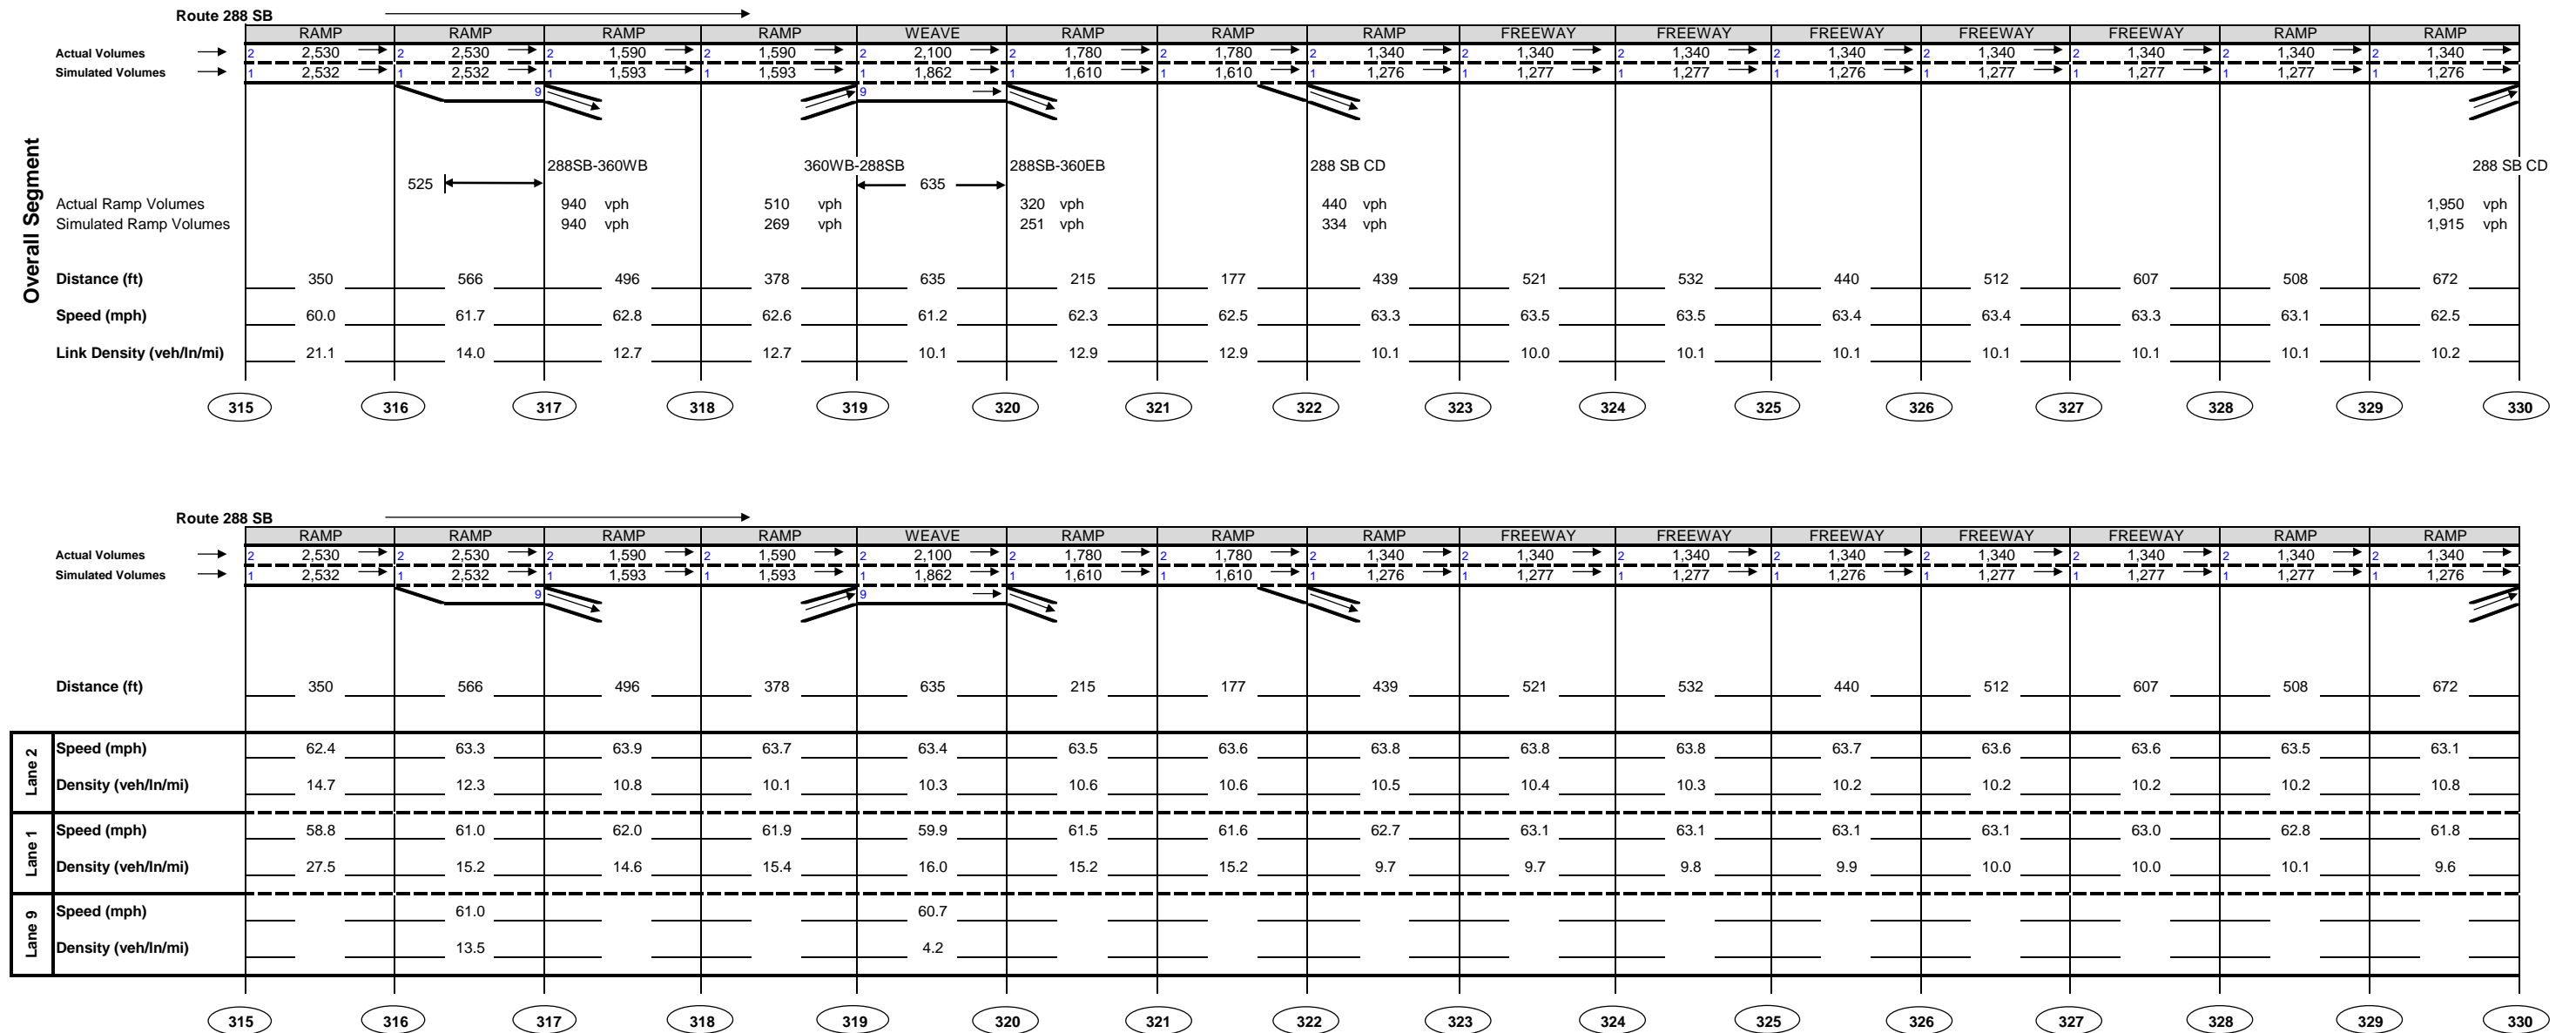 Route 288 SB
RAMP RAMP RAMP RAMP WEAVE RAMP RAMP RAMP FREEWAY FREEWAY FREEWAY FREEWAY FREEWAY RAMP RAMP
Actual Volumes 2 2,530 2 2,530 2 1,590 2 1,590 2 2,100 2 1,780 2 1,780 2 1,340 2 1,340 2 1,340 2 1,340 2 1,340 2 1,340 2 1,340 2 1,340
Simulated Volumes 1 2,532 1 2,532 1 1,593 1 1,593 1 1,862 1 1,610 1 1,610 1 1,276 1 1,277 1 1,277 1 1,276 1 1,277 1 1,277 1 1,277 1 1,276
9 9
Overall Segment
288SB-360WB 360WB-288SB 288SB-360EB 288 SB CD 288 SB CD
525 635
Actual Ramp Volumes 940 vph 510 vph 320 vph 440 vph 1,950 vph
Simulated Ramp Volumes 940 vph 269 vph 251 vph 334 vph 1,915 vph
Distance (ft) 350 566 496 378 635 215 177 439 521 532 440 512 607 508 672
Speed (mph) 60.0 61.7 62.8 62.6 61.2 62.3 62.5 63.3 63.5 63.5 63.4 63.4 63.3 63.1 62.5
Link Density (veh/ln/mi) 21.1 14.0 12.7 12.7 10.1 12.9 12.9 10.1 10.0 10.1 10.1 10.1 10.1 10.1 10.2
315 316 317 318 319 320 321 322 323 324 325 326 327 328 329 330
Route 288 SB
RAMP RAMP RAMP RAMP WEAVE RAMP RAMP RAMP FREEWAY FREEWAY FREEWAY FREEWAY FREEWAY RAMP RAMP
Actual Volumes 2 2,530 2 2,530 2 1,590 2 1,590 2 2,100 2 1,780 2 1,780 2 1,340 2 1,340 2 1,340 2 1,340 2 1,340 2 1,340 2 1,340 2 1,340
Simulated Volumes 1 2,532 1 2,532 1 1,593 1 1,593 1 1,862 1 1,610 1 1,610 1 1,276 1 1,277 1 1,277 1 1,276 1 1,277 1 1,277 1 1,277 1 1,276
9 9
Distance (ft) 350 566 496 378 635 215 177 439 521 532 440 512 607 508 672
Lane 2
Speed (mph) 62.4 63.3 63.9 63.7 63.4 63.5 63.6 63.8 63.8 63.8 63.7 63.6 63.6 63.5 63.1
Density (veh/ln/mi) 14.7 12.3 10.8 10.1 10.3 10.6 10.6 10.5 10.4 10.3 10.2 10.2 10.2 10.2 10.8
Lane 1
Speed (mph) 58.8 61.0 62.0 61.9 59.9 61.5 61.6 62.7 63.1 63.1 63.1 63.1 63.0 62.8 61.8
Density (veh/ln/mi) 27.5 15.2 14.6 15.4 16.0 15.2 15.2 9.7 9.7 9.8 9.9 10.0 10.0 10.1 9.6
Lane 9
Speed (mph) 61.0 60.7
Density (veh/ln/mi) 13.5 4.2
315 316 317 318 319 320 321 322 323 324 325 326 327 328 329 330